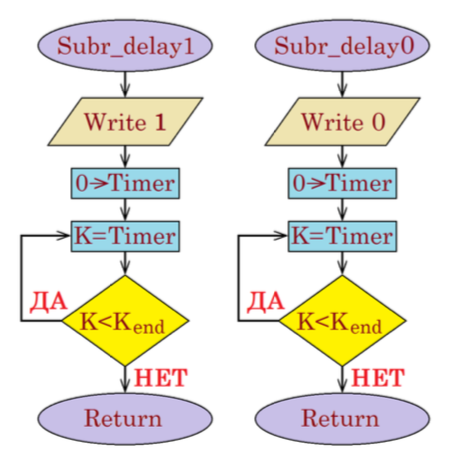 Subr_delay1
Write 1
0→Timer
K=Timer
ДА
K<Kend
НЕТ
Return
Subr_delay0
Write 0
0→Timer
K=Timer
ДА
K<Kend
НЕТ
Return